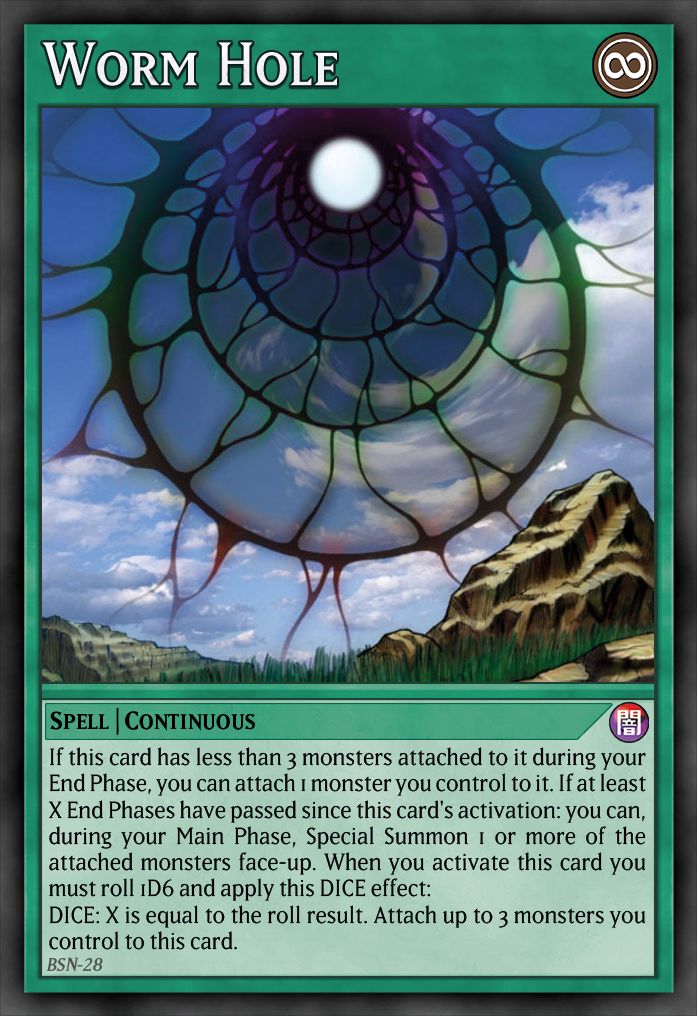 Worm Hole
Spell | Continuous
闇
If this card has less than 3 monsters attached to it during your
End Phase, you can attach 1 monster you control to it. If at least
X End Phases have passed since this card's activation: you can,
during your Main Phase, Special Summon 1 or more of the
attached monsters face-up. When you activate this card you
must roll 1D6 and apply this DICE effect:
DICE: X is equal to the roll result. Attach up to 3 monsters you
control to this card.
BSN-28